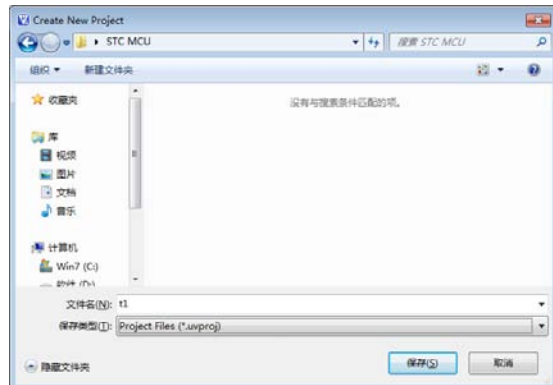 Create New Project
STC MCU
搜索 STC MCU
组织
新建文件夹
收藏夹
没有与搜索条件匹配的项。
库
视频
图片
文档
音乐
计算机
Win7 (C:)
软件 (D:)
文件名(N): t1
保存类型(T): Project Files (*.uvproj)
隐藏文件夹
保存(S)
取消